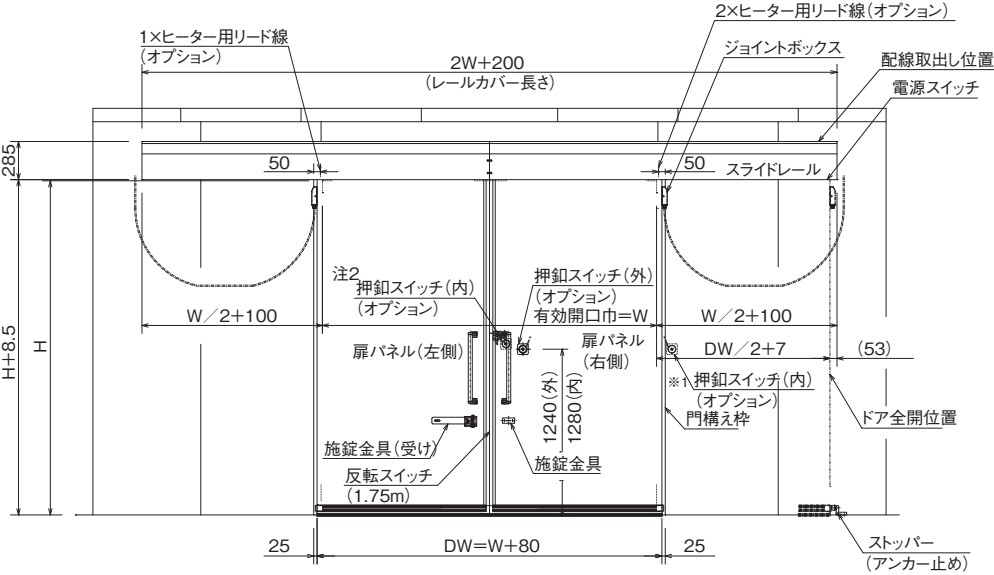 2×ヒーター用リード線(オプション)
1×ヒーター用リード線
(オプション)
ジョイントボックス
2W+200
(レールカバー長さ)
配線取出し位置
電源スイッチ
285
50
50
スライドレール
注2
押釦スイッチ(内)
(オプション)
押釦スイッチ(外)
(オプション)
有効開口巾=W
W/2+100
W/2+100
H+8.5
H
扉パネル(左側)
扉パネル
(右側)
DW/2+7
(53)
※1
押釦スイッチ(内)
(オプション)
1240(外)
1280(内)
門構え枠
ドア全開位置
施錠金具(受け)
施錠金具
反転スイッチ
(1.75m)
25
DW=W+80
25
ストッパー
(アンカー止め)